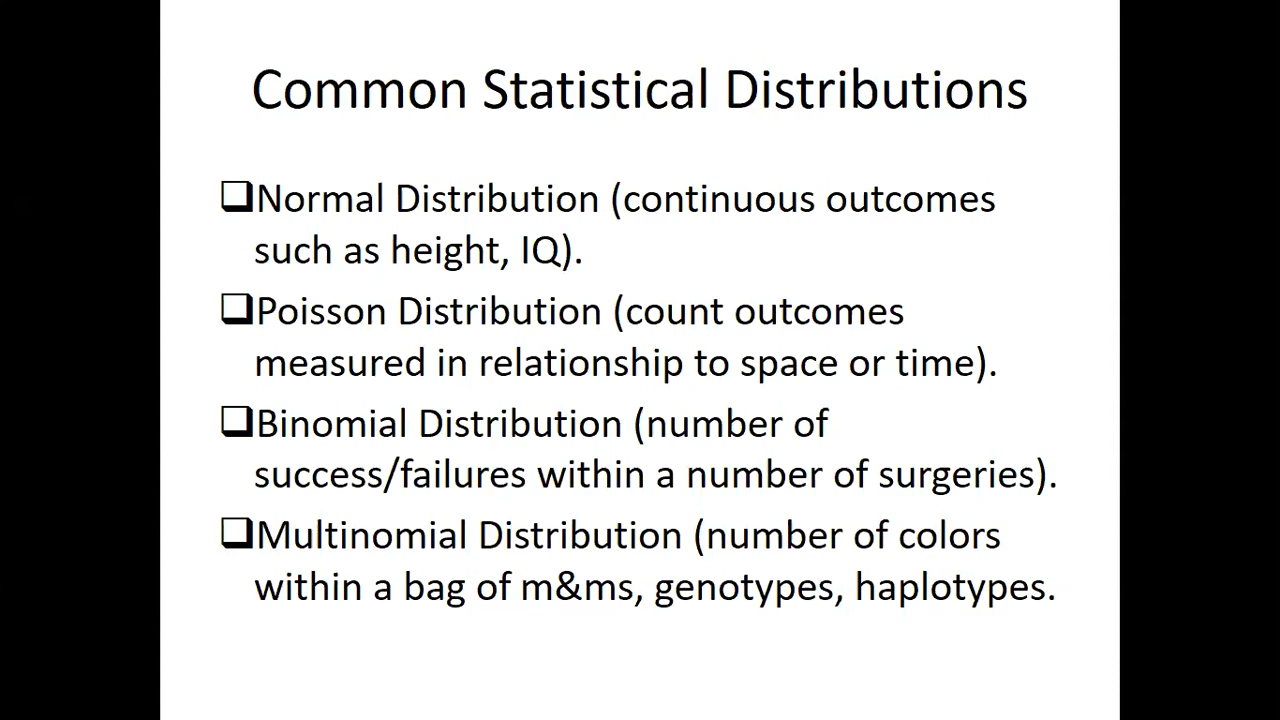 Common Statistical Distributions
❑Normal Distribution (continuous outcomes
such as height, IQ).
❑Poisson Distribution (count outcomes
measured in relationship to space or time).
❑Binomial Distribution (number of
success/failures within a number of surgeries).
❑Multinomial Distribution (number of colors
within a bag of m&ms, genotypes, haplotypes.